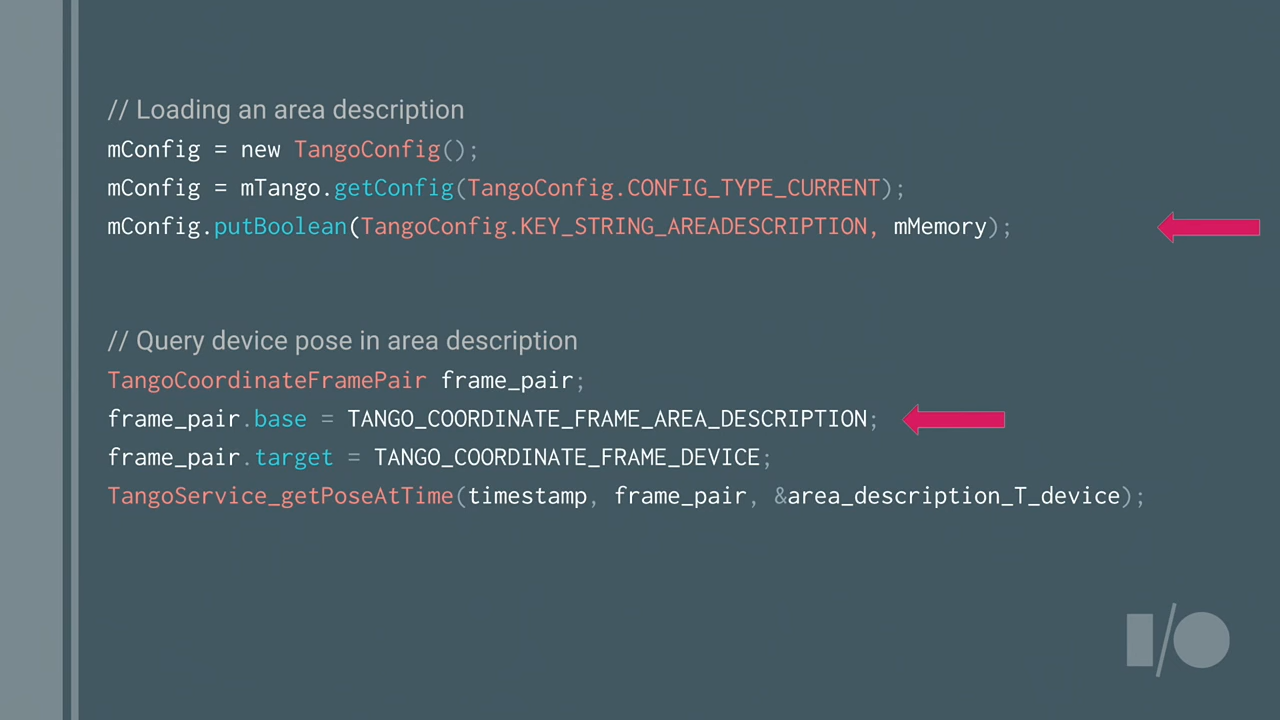 // Loading an area description
mConfig = new TangoConfig();
mConfig = mTango.getConfig(TangoConfig.CONFIG_TYPE_CURRENT);
mConfig.putBoolean(TangoConfig.KEY_STRING_AREADESCRIPTION, mMemory);
// Query device pose in area description
TangoCoordinateFramePair frame_pair;
frame_pair.base = TANGO_COORDINATE_FRAME_AREA_DESCRIPTION;
frame_pair.target = TANGO_COORDINATE_FRAME_DEVICE;
TangoService_getPoseAtTime(timestamp, frame_pair, &area_description_T_device);
I/O